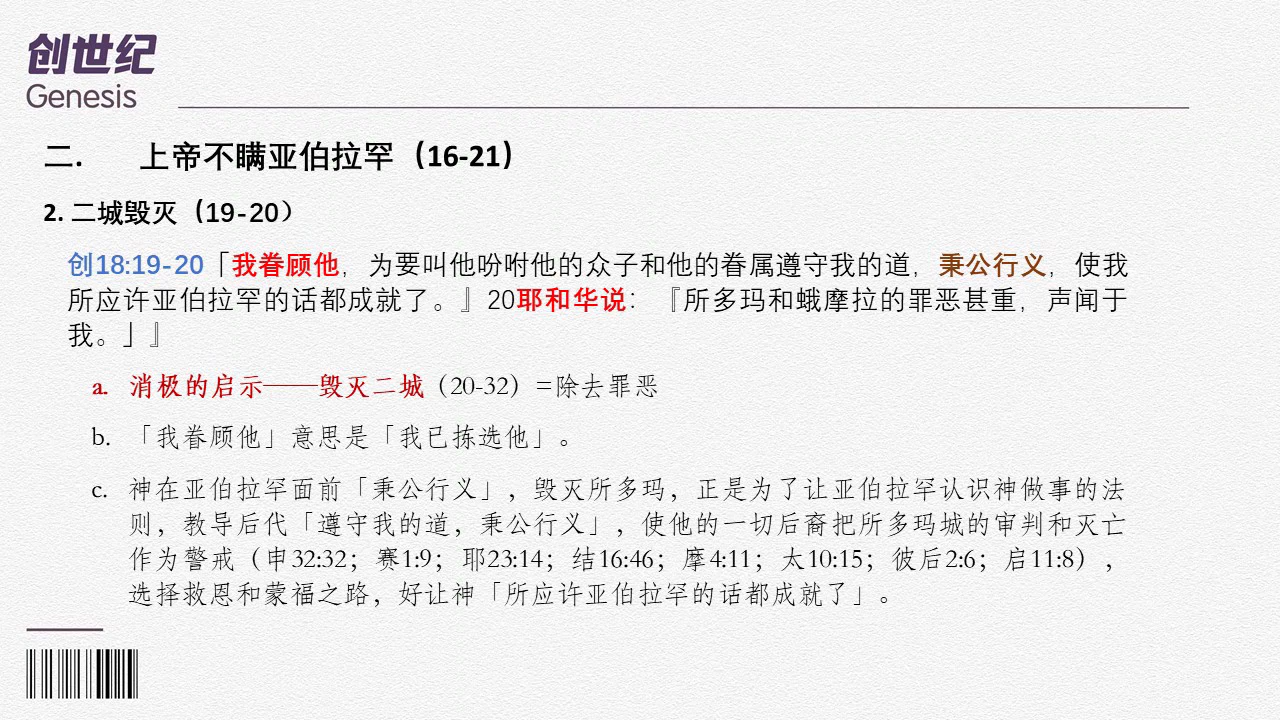 创世纪
Genesis
二. 上帝不瞒亚伯拉罕（16-21）
2. 二城毁灭（19-20）
创18:19-20「我眷顾他，为要叫他吩咐他的众子和他的眷属遵守我的道，秉公行义，使我
所应许亚伯拉罕的话都成就了。』20耶和华说：『所多玛和蛾摩拉的罪恶甚重，声闻于
我。」』
a. 消极的启示——毁灭二城（20-32）=除去罪恶
b. 「我眷顾他」意思是「我已拣选他」。
c. 神在亚伯拉罕面前「秉公行义」，毁灭所多玛，正是为了让亚伯拉罕认识神做事的法
则，教导后代「遵守我的道，秉公行义」，使他的一切后裔把所多玛城的审判和灭亡
作为警戒（申32:32；赛1:9；耶23:14；结16:46；摩4:11；太10:15；彼后2:6；启11:8），
选择救恩和蒙福之路，好让神「所应许亚伯拉罕的话都成就了」。